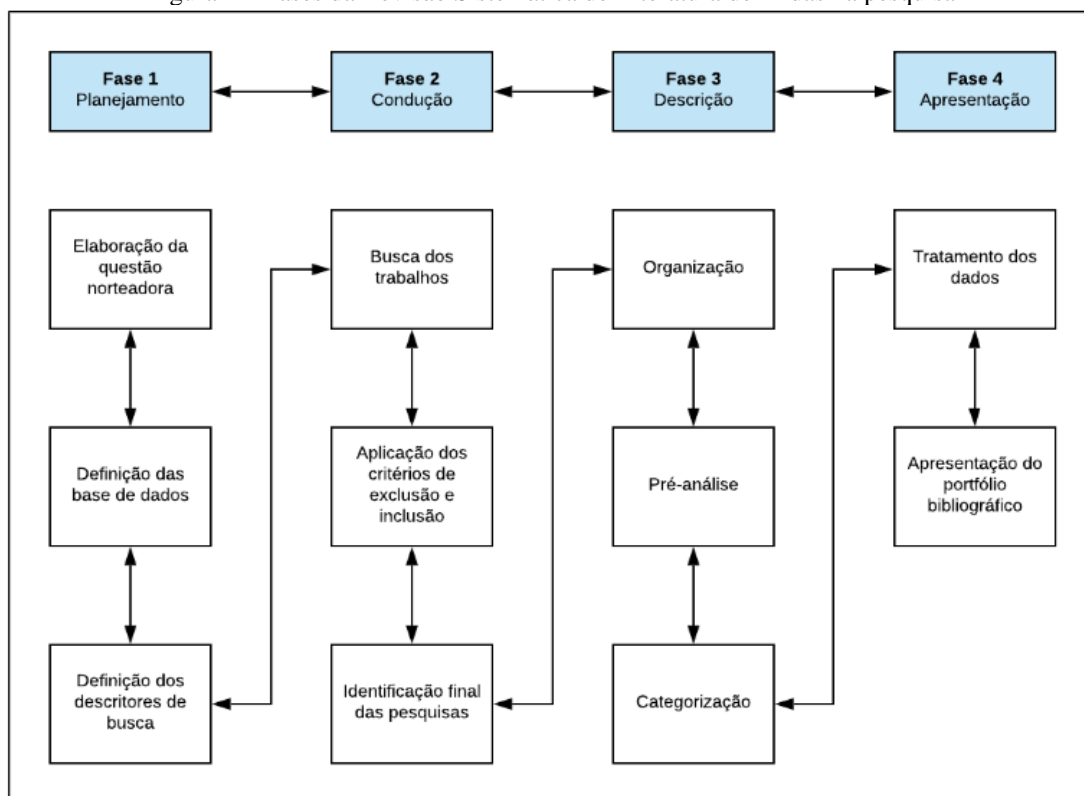 Fase 1
Planejamento
Fase 2
Condução
Fase 3
Descrição
Fase 4
Apresentação
Elaboração da
questão
norteadora
Busca dos
trabalhos
Organização
Tratamento dos
dados
Definição das
base de dados
Aplicação dos
critérios de
exclusão e
inclusão
Pré-análise
Apresentação do
portfólio
bibliográfico
Definição dos
descritores de
busca
Identificação final
das pesquisas
Categorização